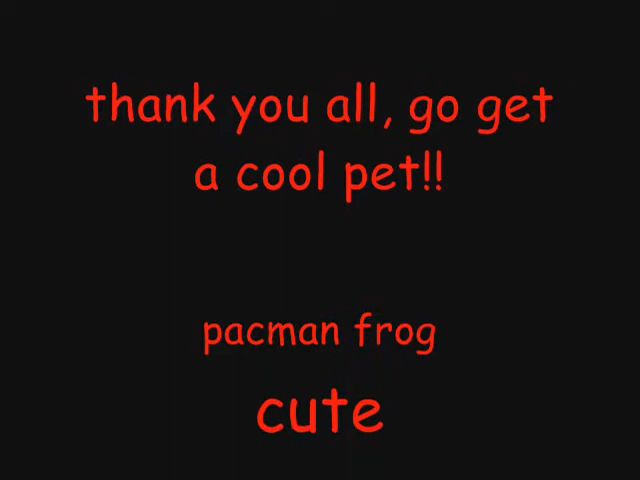 thank you all, go get
a cool pet!!
pacman frog
cute